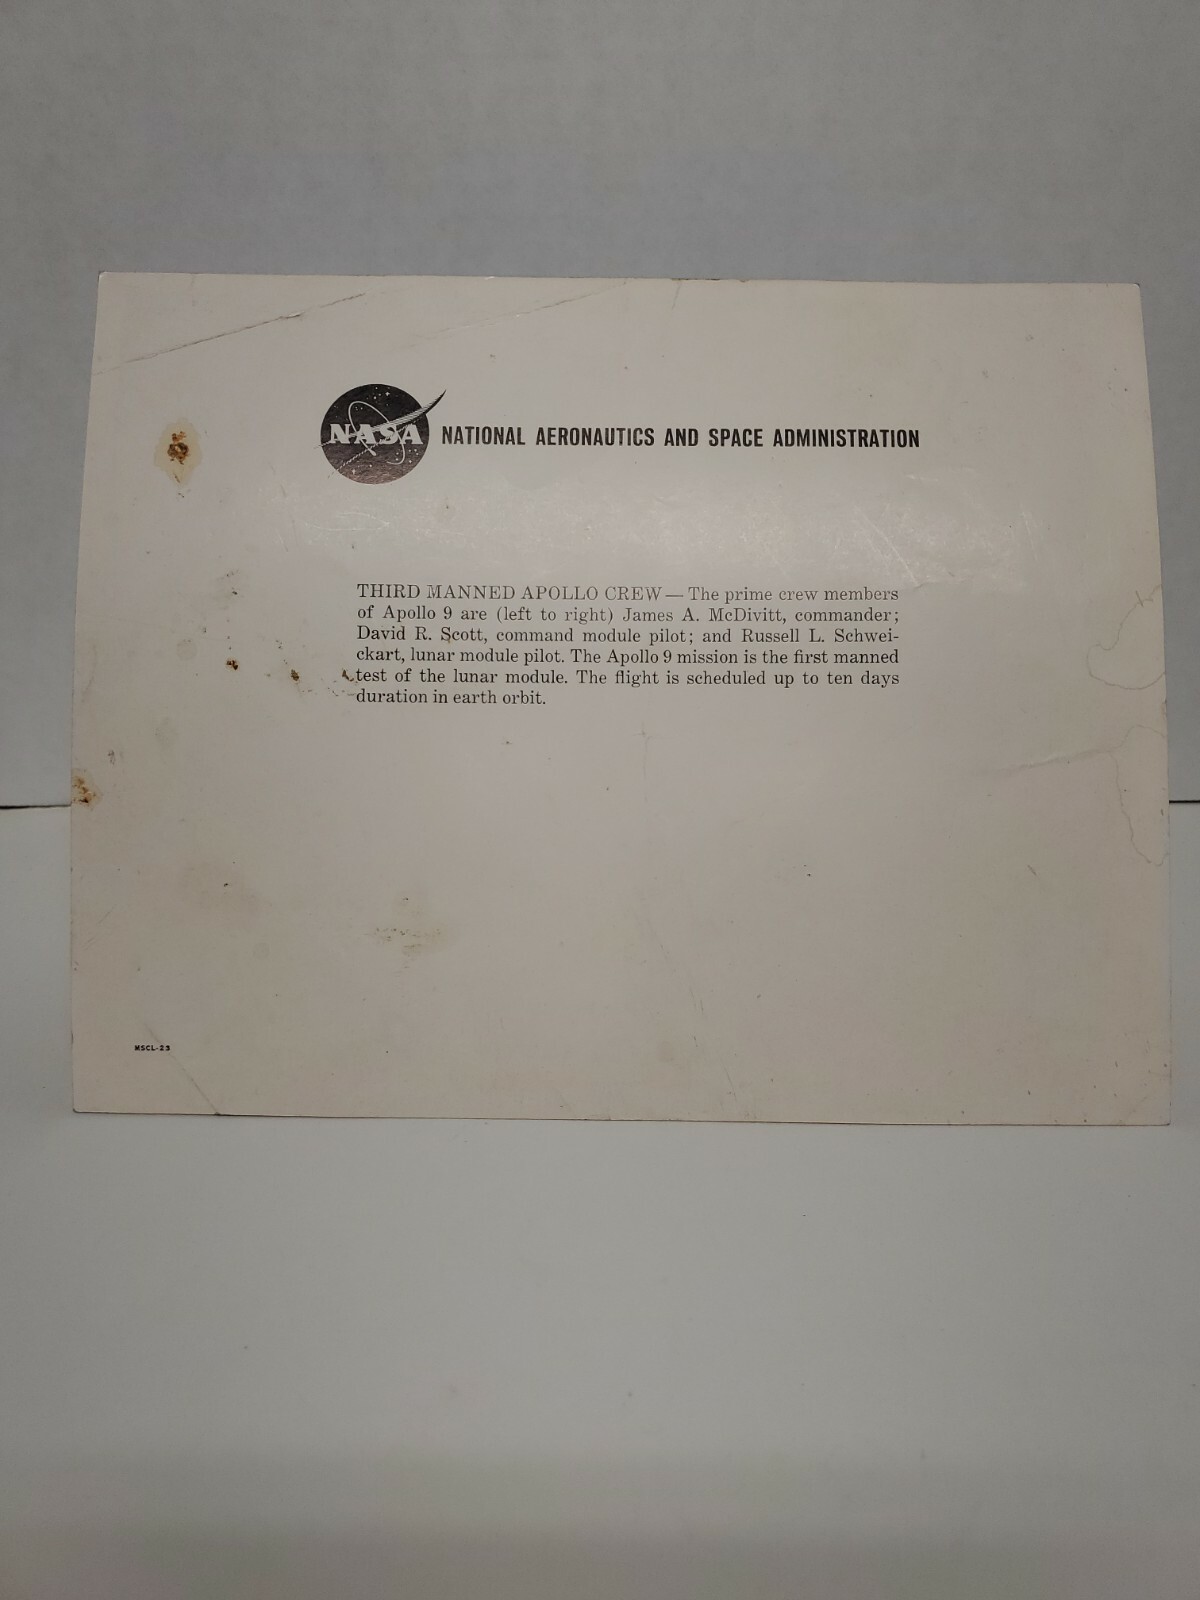 NASA NATIONAL AERONAUTICS AND SPACE ADMINISTRATION
THIRD MANNED APOLLO CREW — The prime crew members
of Apollo 9 are (left to right) James A. McDivitt, commander;
David R. Scott, command module pilot; and Russell L. Schwei-
ckart, lunar module pilot. The Apollo 9 mission is the first manned
test of the lunar module. The flight is scheduled up to ten days
duration in earth orbit.
MSCL-23